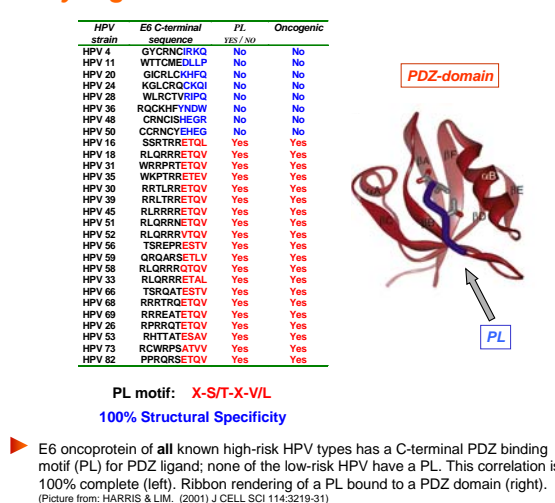 HPV E6 C-terminal PL Oncogenic
strain sequence YES / NO
HPV 4 GYCRNCIRKQ No No
HPV 11 WTTCMEDLLP No No
HPV 20 GICRLCKHFQ No No
HPV 24 KGLCRQCKQI No No
HPV 28 WLRCTVRIPQ No No
HPV 36 RQCKHFYNDW No No
HPV 48 CRNCISHEGR No No
HPV 50 CCRNCYEHEG No No
HPV 16 SSRTRRETQL Yes Yes
HPV 18 RLQRRRETQV Yes Yes
HPV 31 WRRPRTETQV Yes Yes
HPV 35 WKPTRRETEV Yes Yes
HPV 30 RRTLRRETQV Yes Yes
HPV 39 RRLTRRETQV Yes Yes
HPV 45 RLRRRRETQV Yes Yes
HPV 51 RLQRRNETQV Yes Yes
HPV 52 RLQRRRVTQV Yes Yes
HPV 56 TSREPRESTV Yes Yes
HPV 59 QRQARSETLV Yes Yes
HPV 58 RLQRRRQTQV Yes Yes
HPV 33 RLQRRRETAL Yes Yes
HPV 66 TSRQATESTV Yes Yes
HPV 68 RRRTRQETQV Yes Yes
HPV 69 RRREATETQV Yes Yes
HPV 26 RPRRQTETQV Yes Yes
HPV 53 RHTTATESAV Yes Yes
HPV 73 RCWRPSATVV Yes Yes
HPV 82 PPRQRSETQV Yes Yes
PDZ-domain
βA
βF
αB
βE
αA
βC
βB
βD
PL
PL motif: X-S/T-X-V/L
100% Structural Specificity
E6 oncoprotein of all known high-risk HPV types has a C-terminal PDZ binding
motif (PL) for PDZ ligand; none of the low-risk HPV have a PL. This correlation is
100% complete (left). Ribbon rendering of a PL bound to a PDZ domain (right).
(Picture from: HARRIS & LIM. (2001) J CELL SCI 114:3219-31)